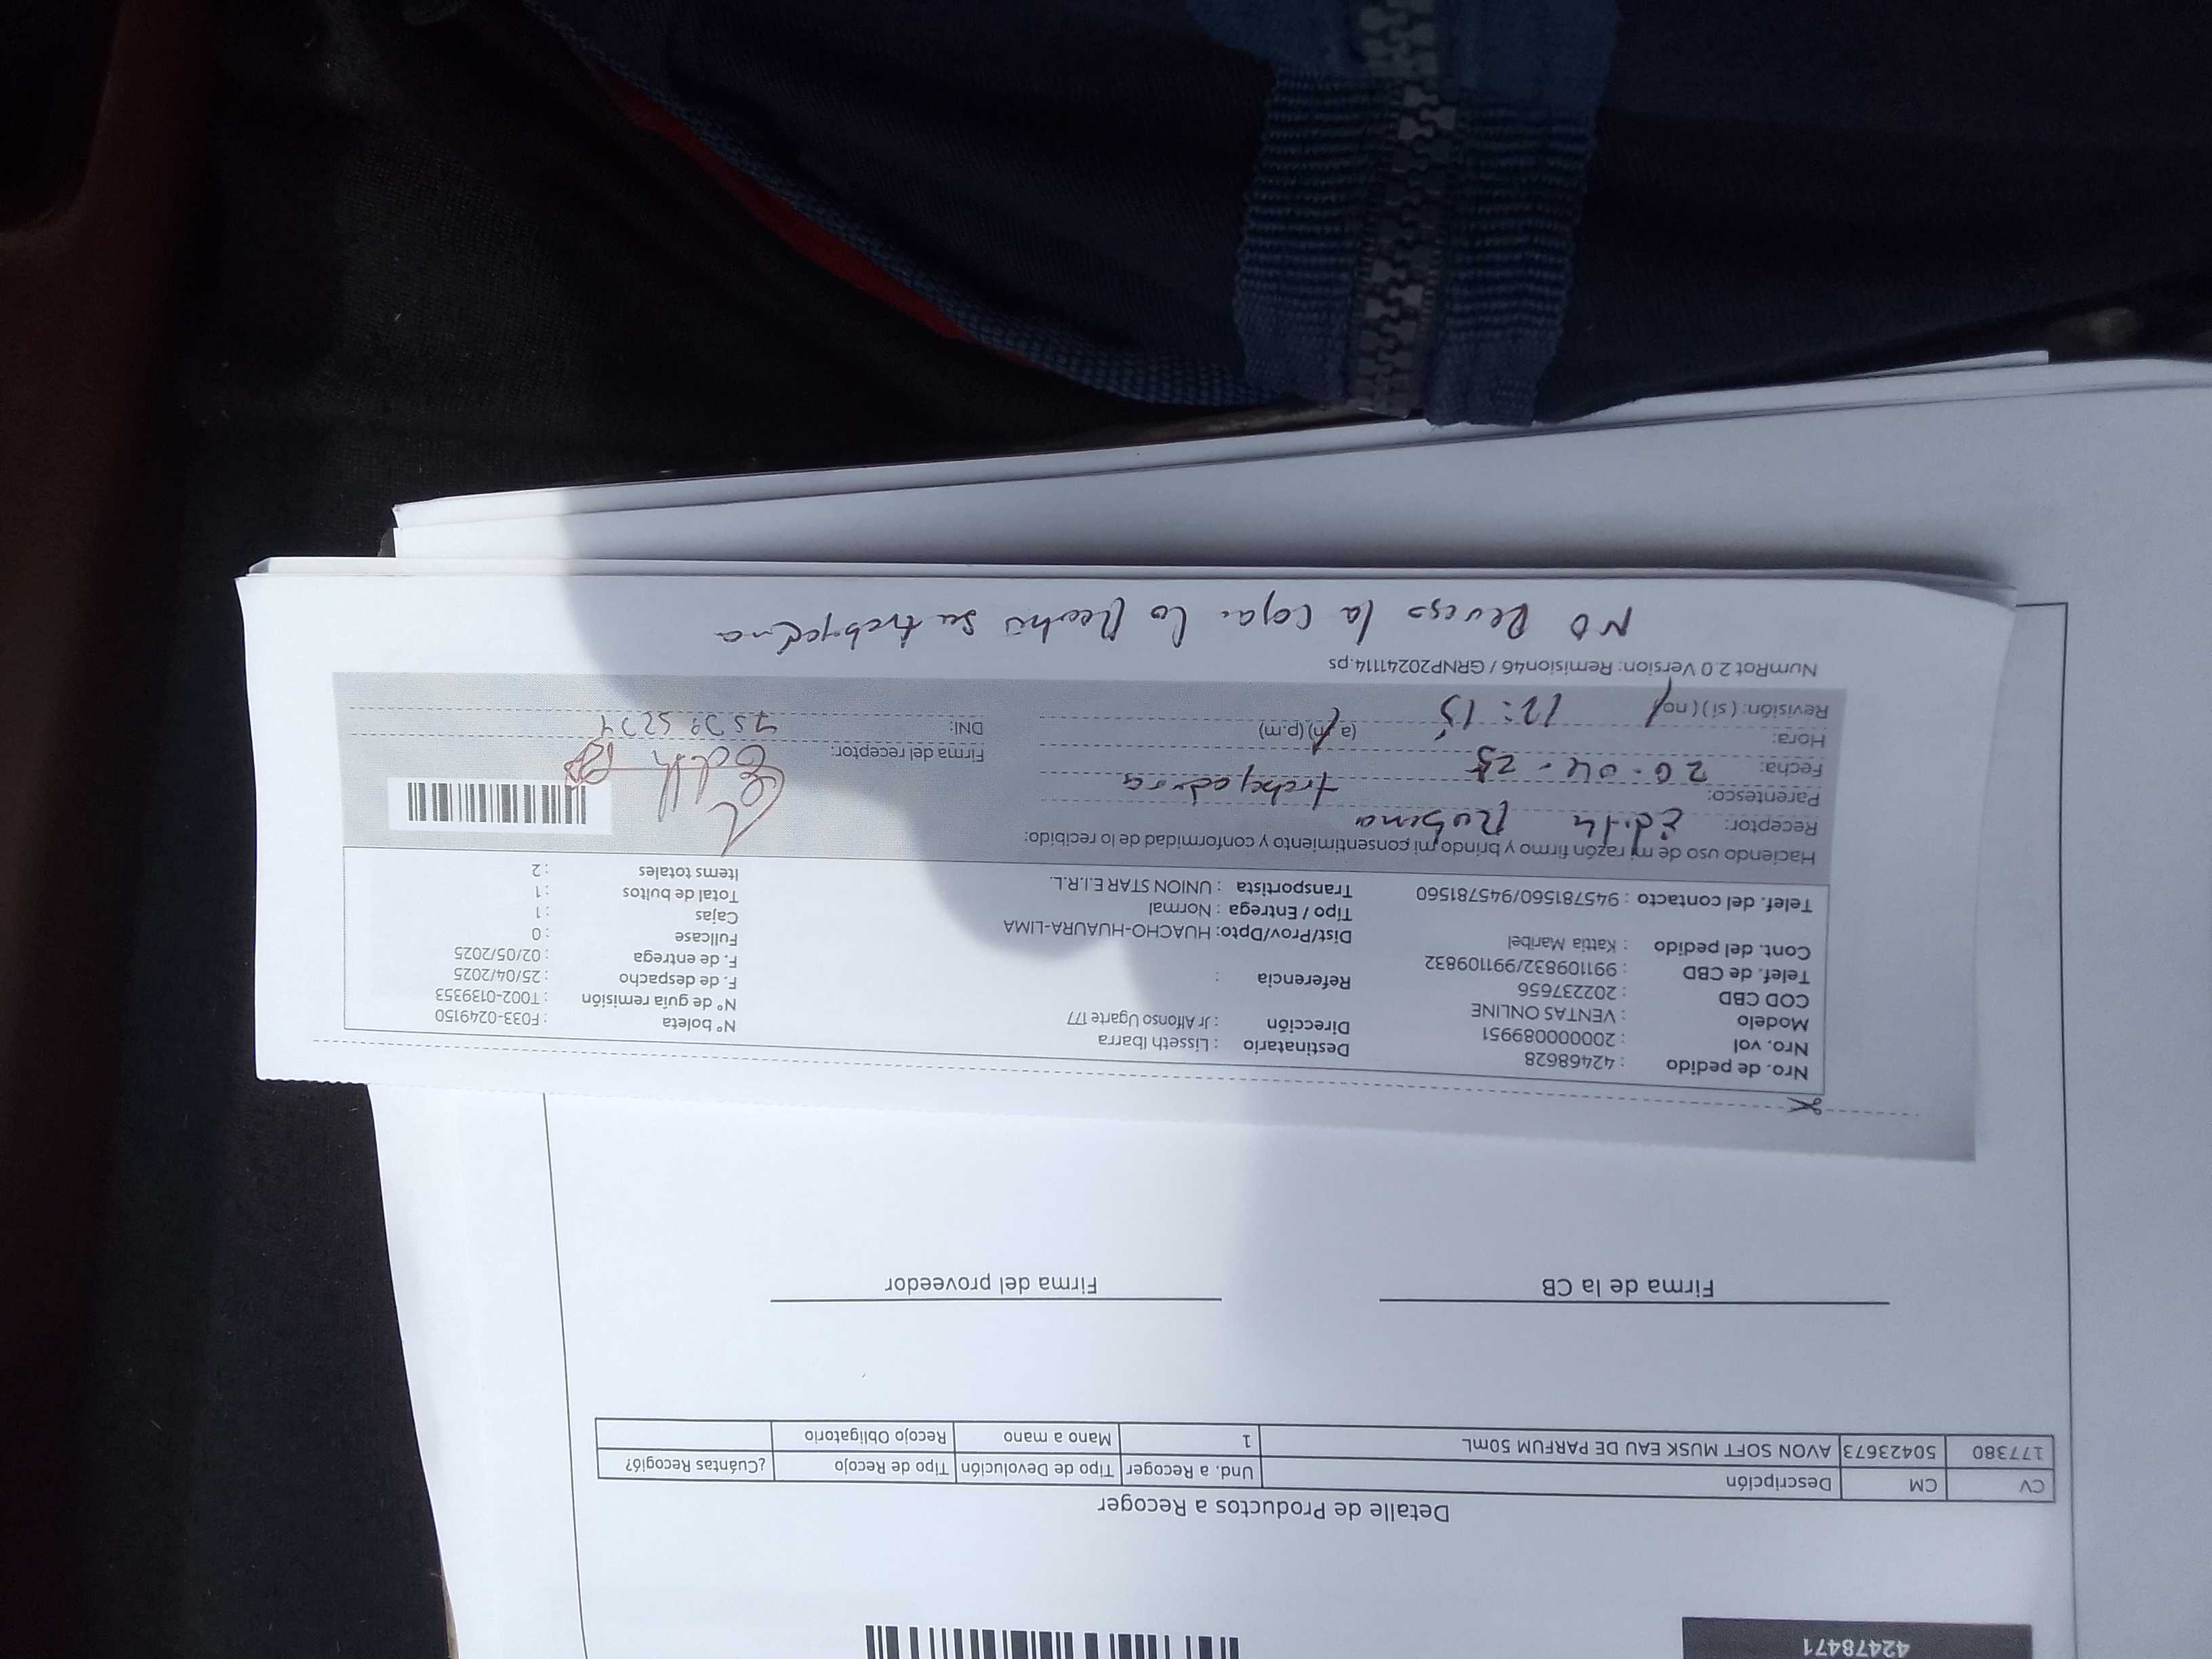 Nro. de pedido : 42468628
Nro. vol : 20000089951
Modelo : VENTAS ONLINE
COD CBD : 202237656
Telef. de CBD : 991109832/991109832
Cont. del pedido : Kattia Maribel
Telef. del contacto : 945781560/945781560
Destinatario : Lisseth Ibarra
Dirección : Jr Alfonso Ugarte 177
Referencia :
Dist/Prov/Dpto: HUACHO-HUAURA-LIMA
Tipo / Entrega : Normal
Transportista : UNION STAR E.I.R.L.
N° boleta : F033-0249150
N° de guía remisión : T002-0139353
F. de despacho : 25/04/2025
F. de entrega : 02/05/2025
Fullcase : 0
Cajas : 1
Total de bultos : 1
Items totales : 2
Haciendo uso de mi razón firmo y brindo mi consentimiento y conformidad de lo recibido:
Receptor: Edith Rubina
Parentesco: trabajadora
Fecha: 26-04-25
Hora: 12:15 (a.m) (p.m)
Revisión: (si) (no)
Firma del receptor: Edith
DNI:
NumRot 2.0 Version: Remision46 / GRNP20241114.ps
NO Reviso la Caja. lo Recibió su trabajadora
Firma de la CB
Firma del proveedor
42478471
Detalle de Productos a Recoger
CV CM Descripción Und. a Recoger Tipo de Devolución Tipo de Recojo ¿Cuántas Recogió?
177380 50423673 AVON SOFT MUSK EAU DE PARFUM 50mL 1 Mano a mano Recojo Obligatorio